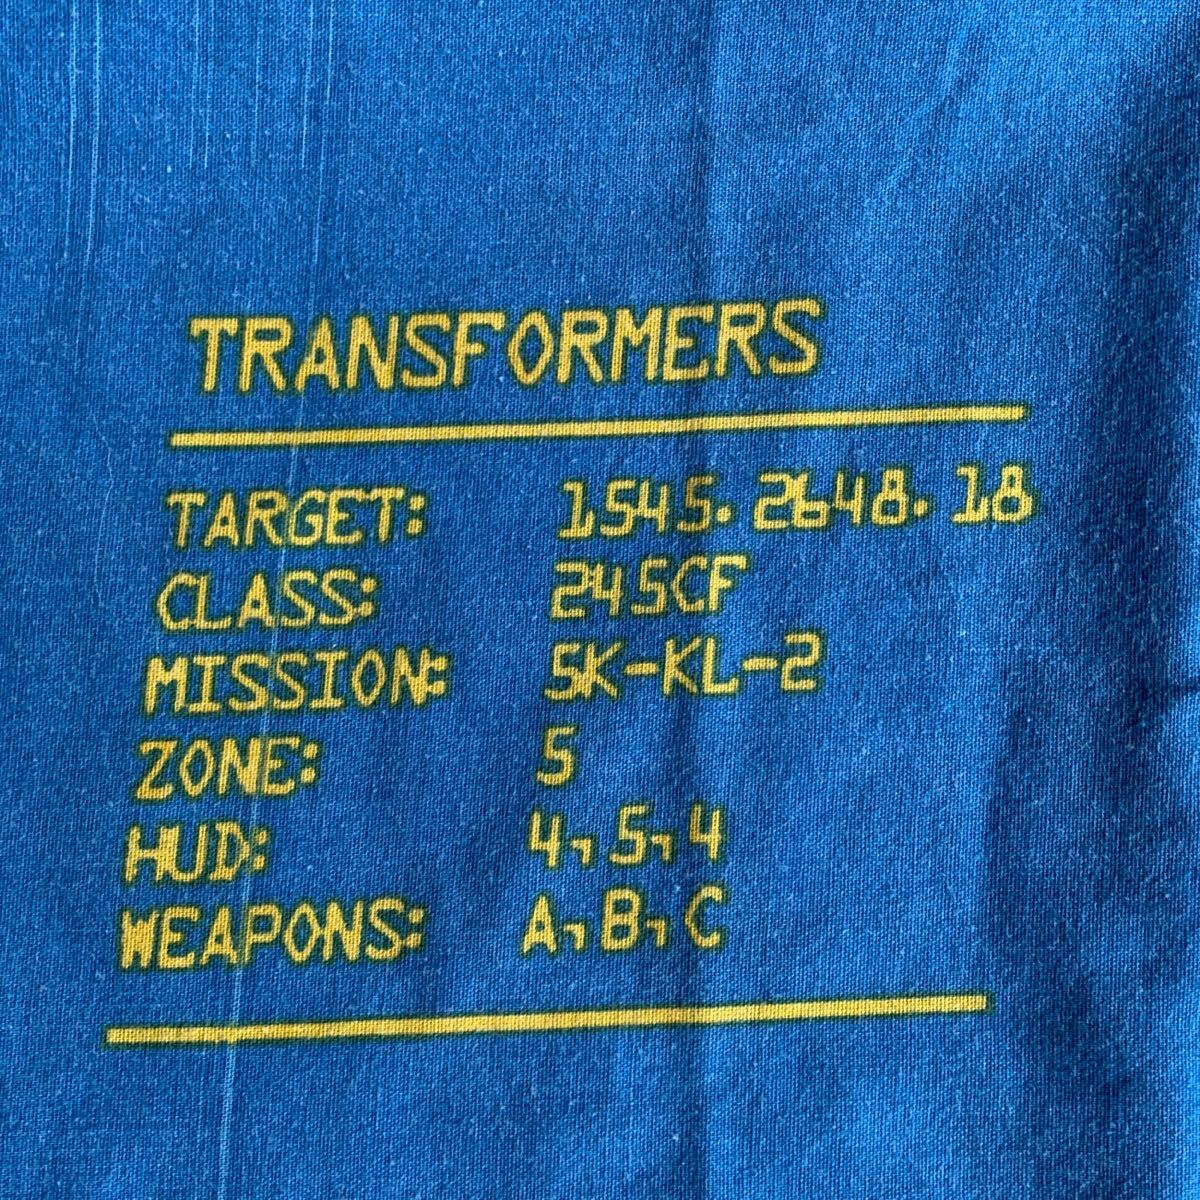 TRANSFORMERS
TARGET: 1545. 2648. 18
CLASS: 245CF
MISSION: 5K-KL-2
ZONE: 5
HUD: 4, 5, 4
WEAPONS: A, B, C